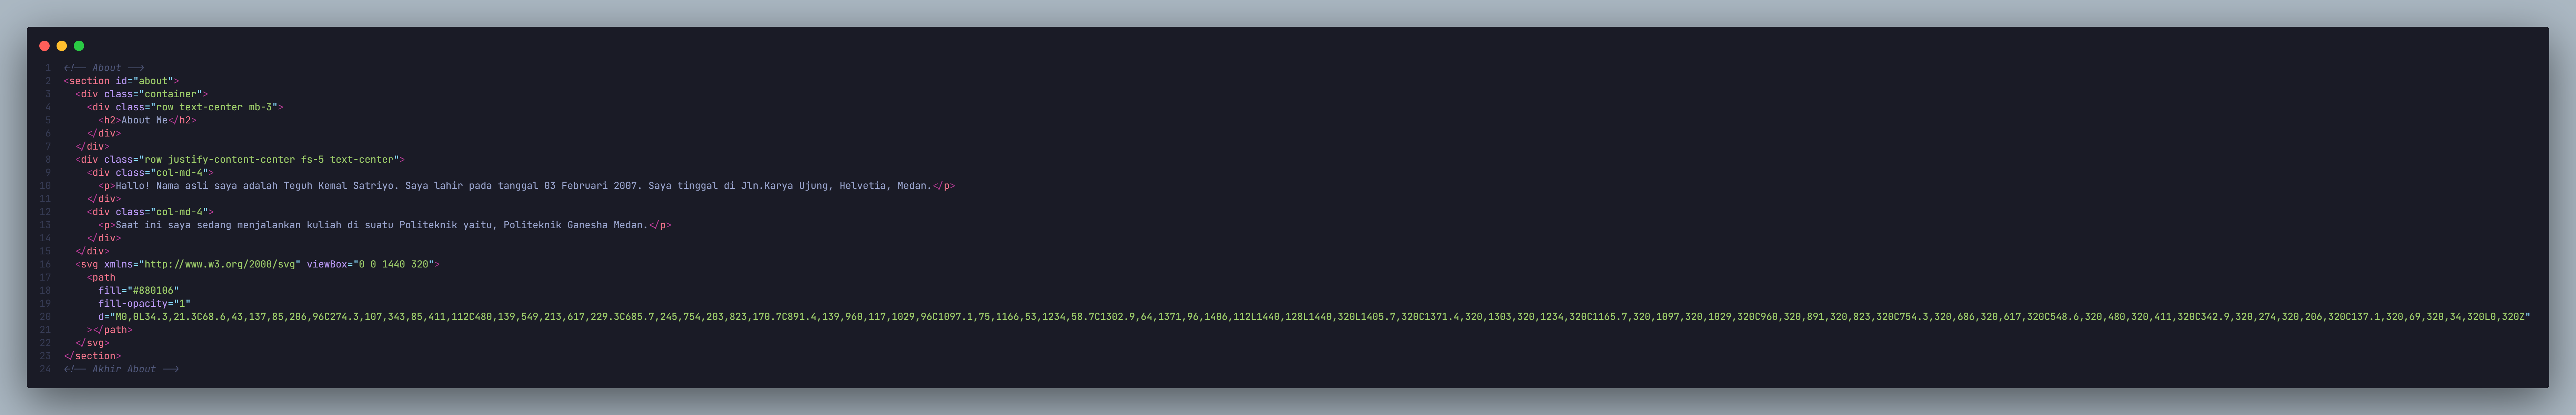 1 <!-- About -->
2 <section id="about">
3   <div class="container">
4     <div class="row text-center mb-3">
5       <h2>About Me</h2>
6     </div>
7   </div>
8   <div class="row justify-content-center fs-5 text-center">
9     <div class="col-md-4">
10       <p>Hallo! Nama asli saya adalah Teguh Kemal Satriyo. Saya lahir pada tanggal 03 Februari 2007. Saya tinggal di Jln.Karya Ujung, Helvetia, Medan.</p>
11     </div>
12     <div class="col-md-4">
13       <p>Saat ini saya sedang menjalankan kuliah di suatu Politeknik yaitu, Politeknik Ganesha Medan.</p>
14     </div>
15   </div>
16   <svg xmlns="http://www.w3.org/2000/svg" viewBox="0 0 1440 320">
17     <path
18       fill="#880106"
19       fill-opacity="1"
20       d="M0,0L34.3,21.3C68.6,43,137,85,206,96C274.3,107,343,85,411,112C480,139,549,213,617,229.3C685.7,245,754,203,823,170.7C891.4,139,960,117,1029,96C1097.1,75,1166,53,1234,58.7C1302.9,64,1371,96,1406,112L1440,128L1440,320L1405.7,320C1371.4,320,1303,320,1234,320C1165.7,320,1097,320,1029,320C960,320,891,320,823,320C754.3,320,686,320,617,320C548.6,320,480,320,411,320C342.9,320,274,320,206,320C137.1,320,69,320,34,320L0,320Z"
21     ></path>
22   </svg>
23 </section>
24 <!-- Akhir About -->